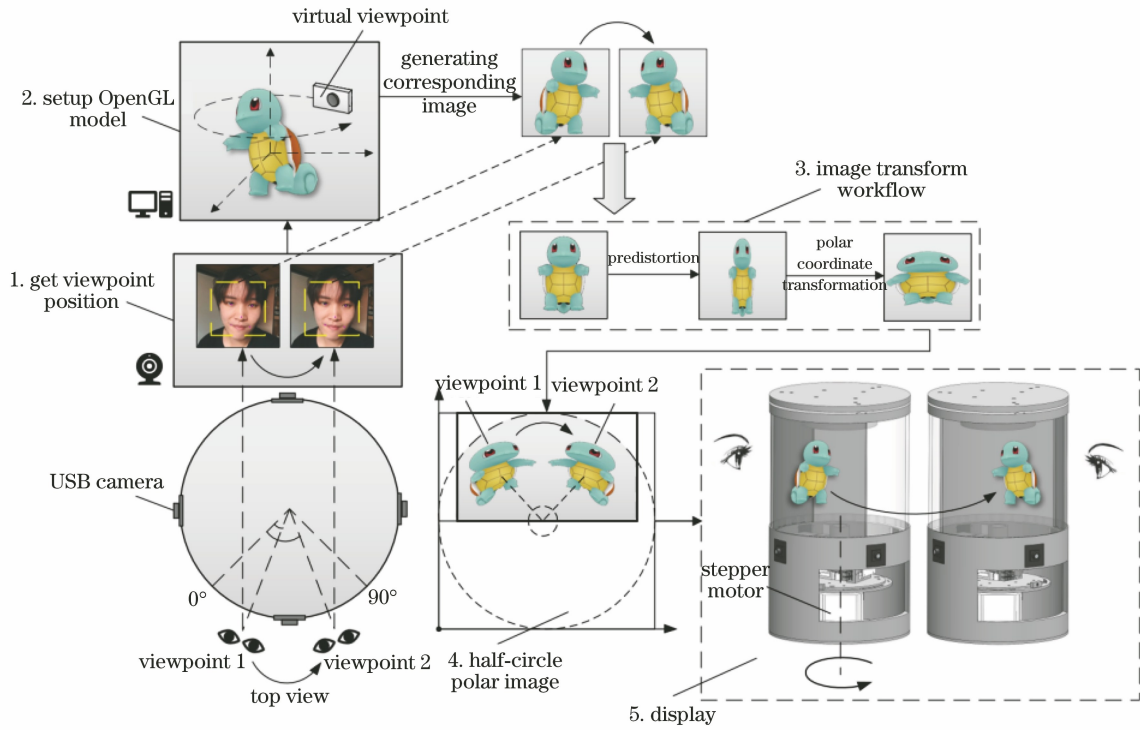 virtual viewpoint
2. setup OpenGL
model
generating
corresponding
image
3. image transform
workflow
predistortion
polar
coordinate
transformation
1. get viewpoint
position
viewpoint 1
viewpoint 2
USB camera
0°
90°
viewpoint 1
viewpoint 2
top view
4. half-circle
polar image
stepper
motor
5. display